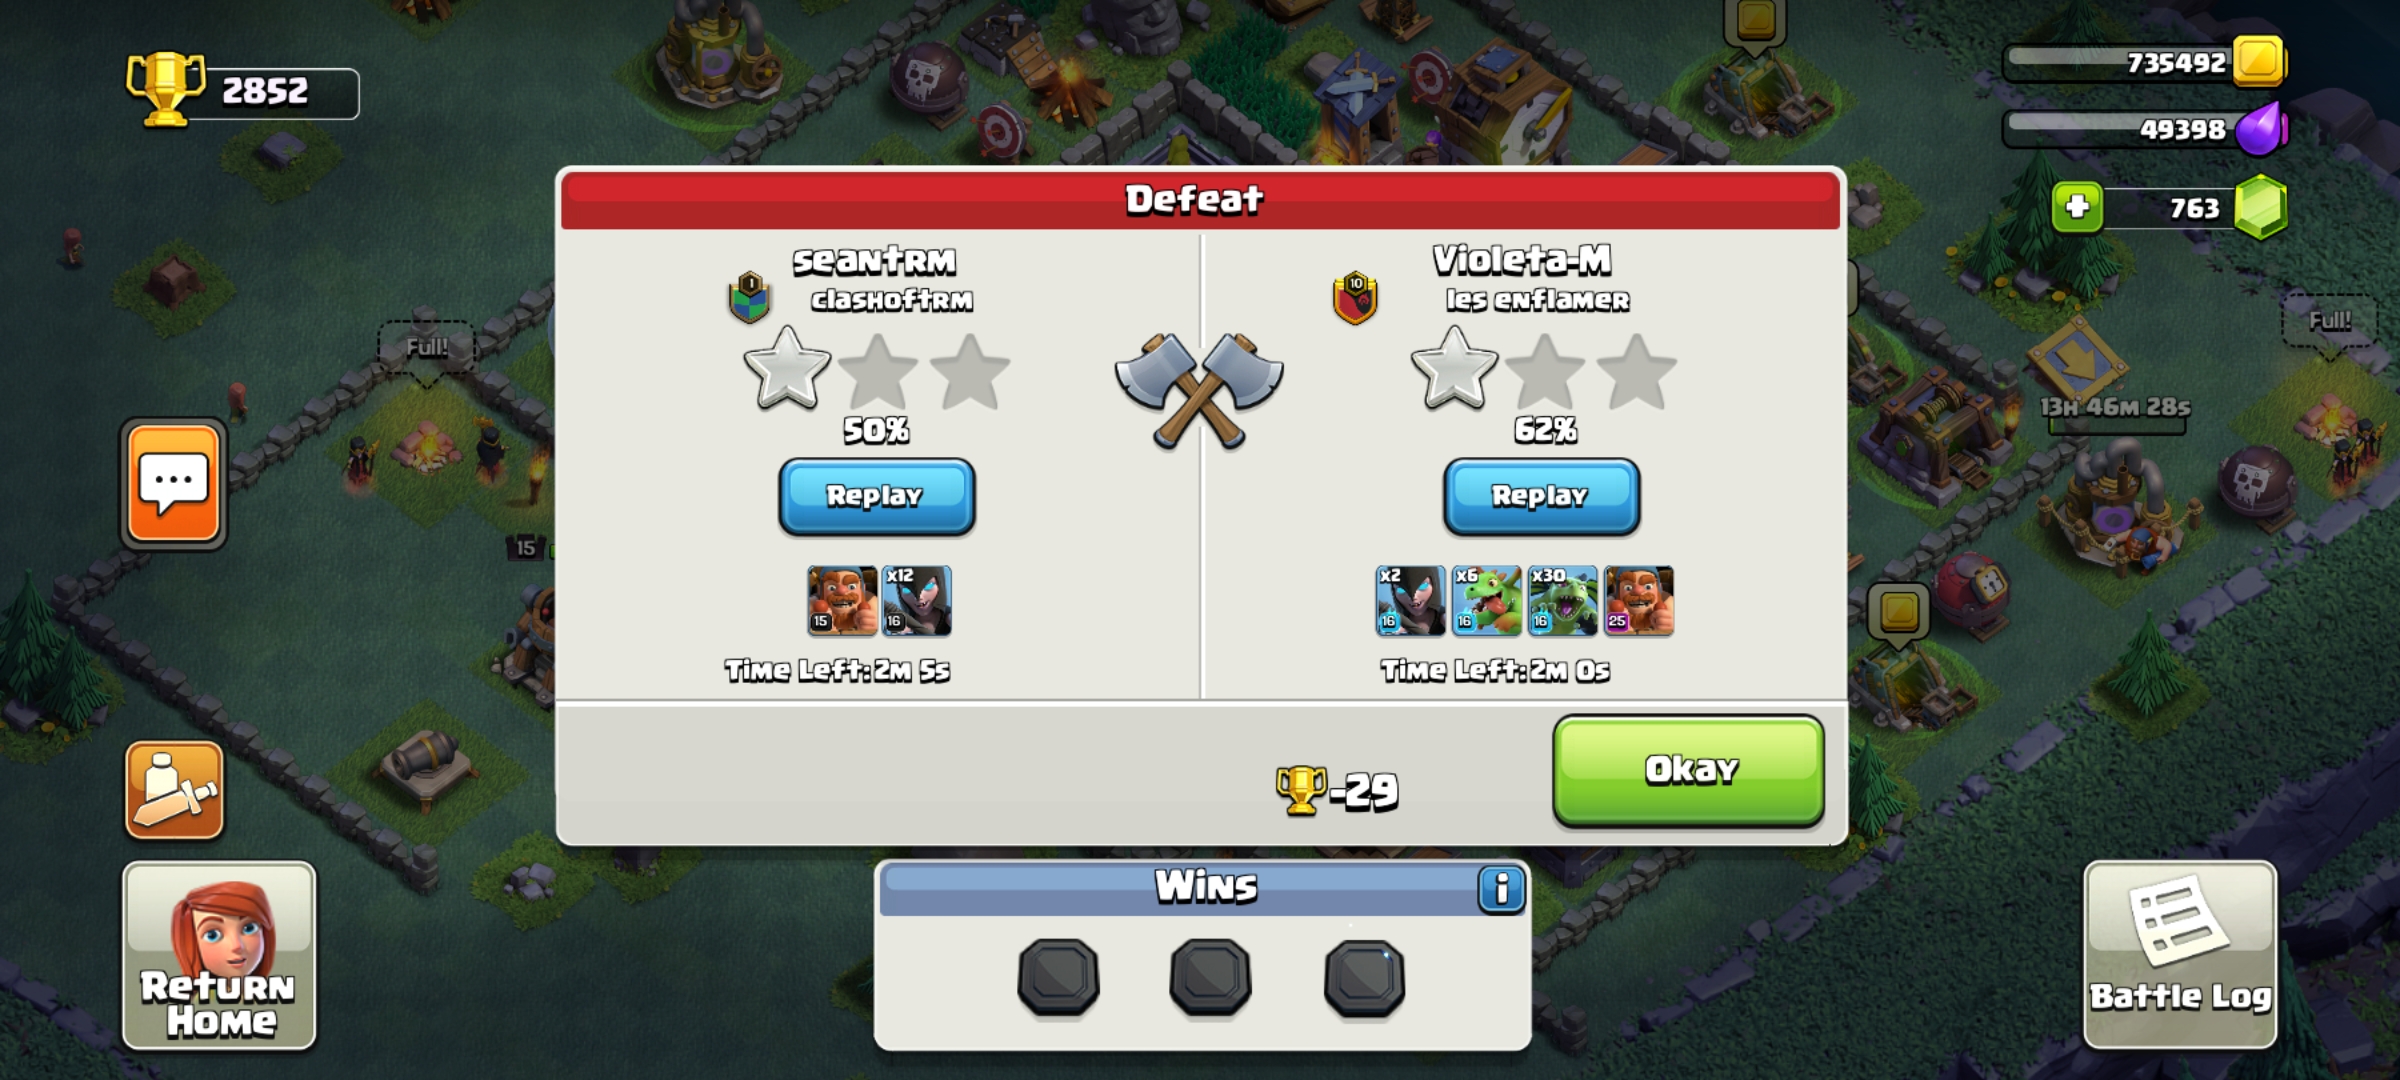 2852
735492
49398
763
Defeat
seantRM
1
clasHoftRM
50%
Replay
x12
15
16
Time Left:2M 5s
Violeta-M
10
les enflameR
62%
Replay
x2
x6
x30
16
16
16
25
Time Left:2M 0s
-29
Okay
Full!
15
Full!
13H 46M 28s
Wins
i
Return
Home
Battle Log